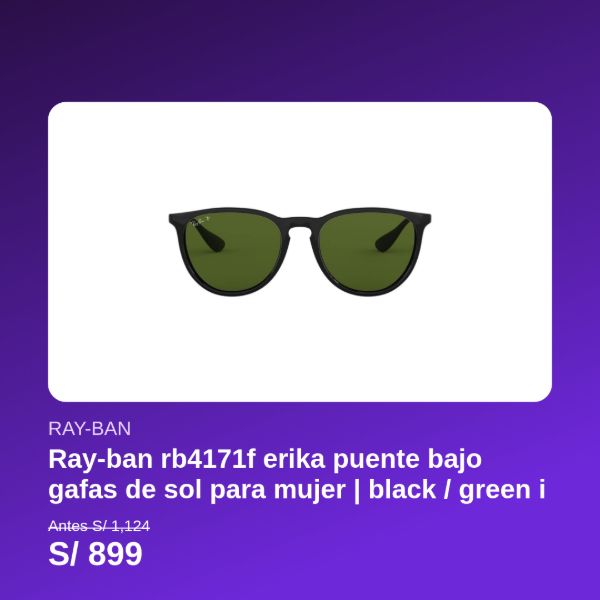 RAY-BAN
Ray-ban rb4171f erika puente bajo
gafas de sol para mujer | black / green i
Antes S/ 1,124
S/ 899